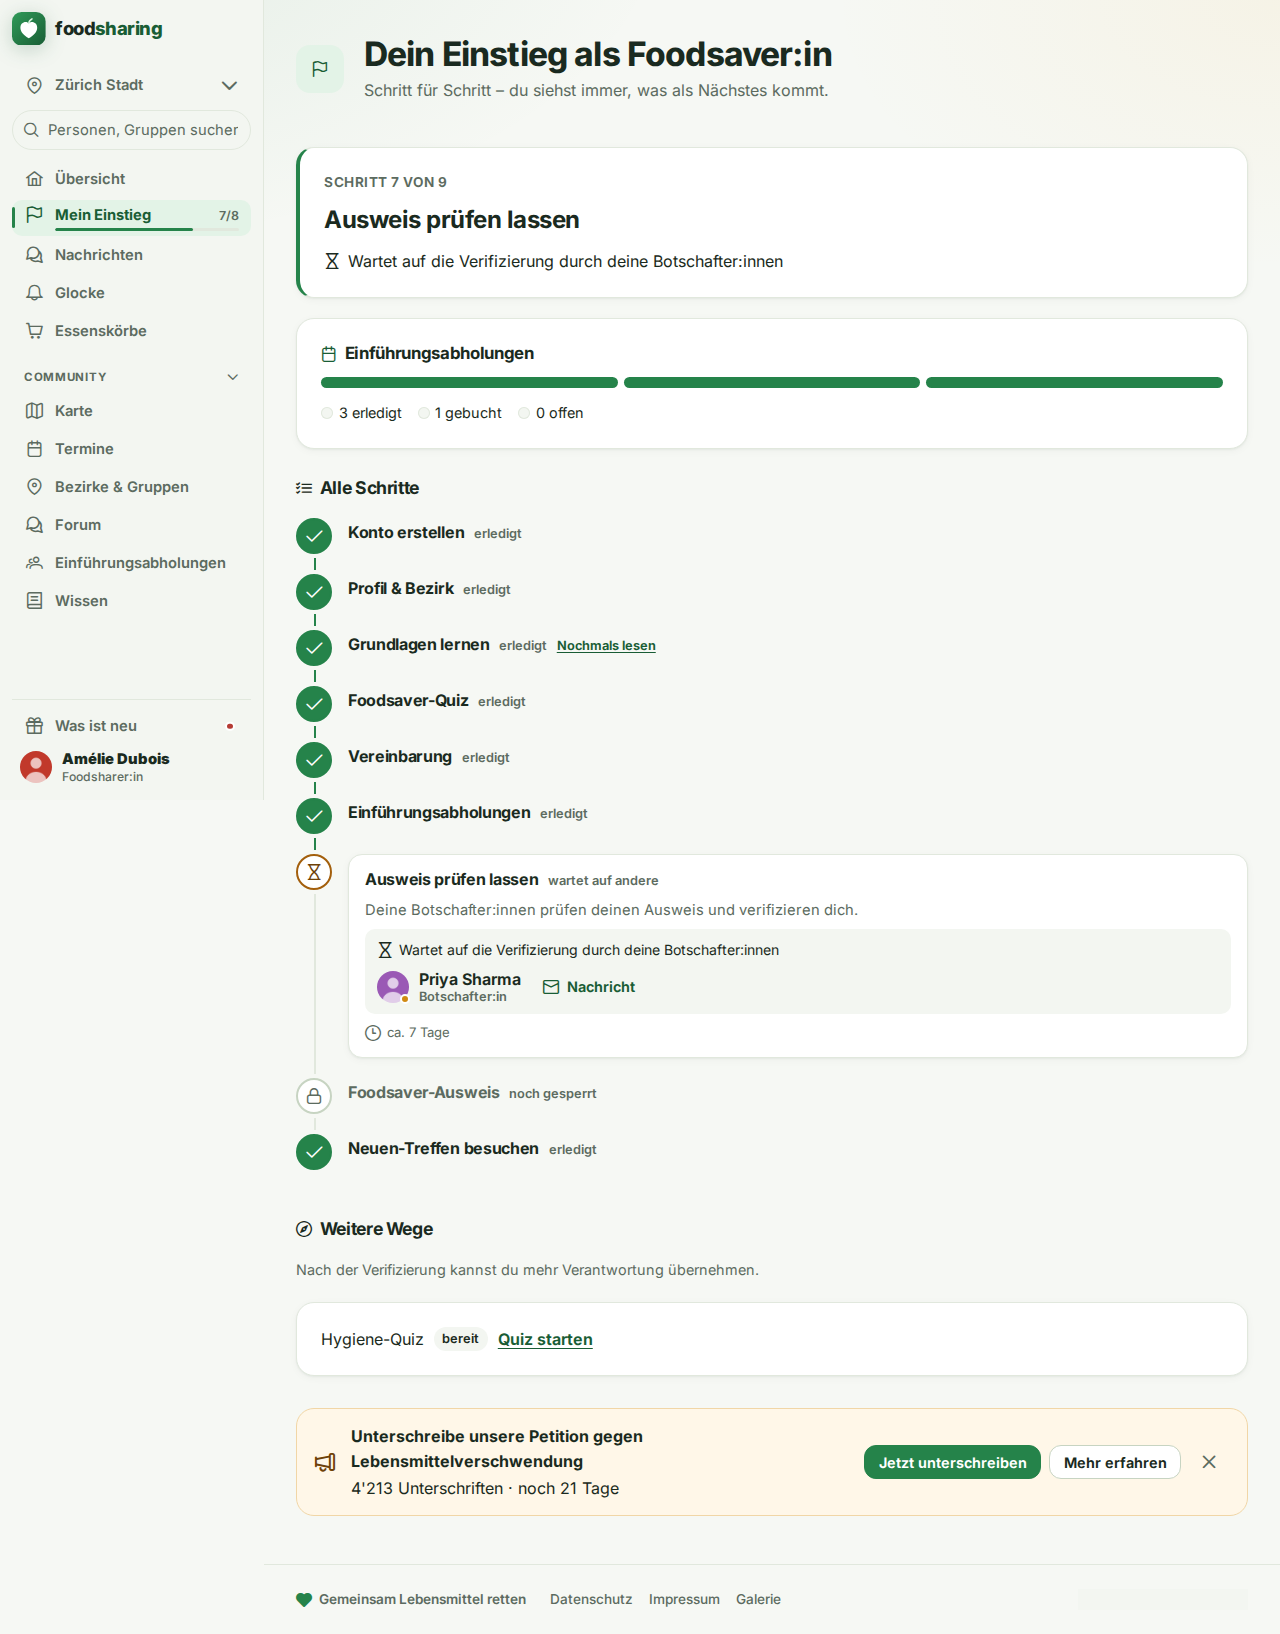 foodsharing
Zürich Stadt
Personen, Gruppen sucher
Übersicht
Mein Einstieg 7/8
Nachrichten
Glocke
Essenskörbe
COMMUNITY
Karte
Termine
Bezirke & Gruppen
Forum
Einführungsabholungen
Wissen
Was ist neu
Amélie Dubois
Foodsharer:in
Dein Einstieg als Foodsaver:in
Schritt für Schritt – du siehst immer, was als Nächstes kommt.
SCHRITT 7 VON 9
Ausweis prüfen lassen
Wartet auf die Verifizierung durch deine Botschafter:innen
Einführungsabholungen
3 erledigt 1 gebucht 0 offen
Alle Schritte
Konto erstellen erledigt
Profil & Bezirk erledigt
Grundlagen lernen erledigt Nochmals lesen
Foodsaver-Quiz erledigt
Vereinbarung erledigt
Einführungsabholungen erledigt
Ausweis prüfen lassen wartet auf andere
Deine Botschafter:innen prüfen deinen Ausweis und verifizieren dich.
Wartet auf die Verifizierung durch deine Botschafter:innen
Priya Sharma
Botschafter:in
Nachricht
ca. 7 Tage
Foodsaver-Ausweis noch gesperrt
Neuen-Treffen besuchen erledigt
Weitere Wege
Nach der Verifizierung kannst du mehr Verantwortung übernehmen.
Hygiene-Quiz bereit Quiz starten
Unterschreibe unsere Petition gegen
Lebensmittelverschwendung
4'213 Unterschriften · noch 21 Tage
Jetzt unterschreiben Mehr erfahren
Gemeinsam Lebensmittel retten Datenschutz Impressum Galerie